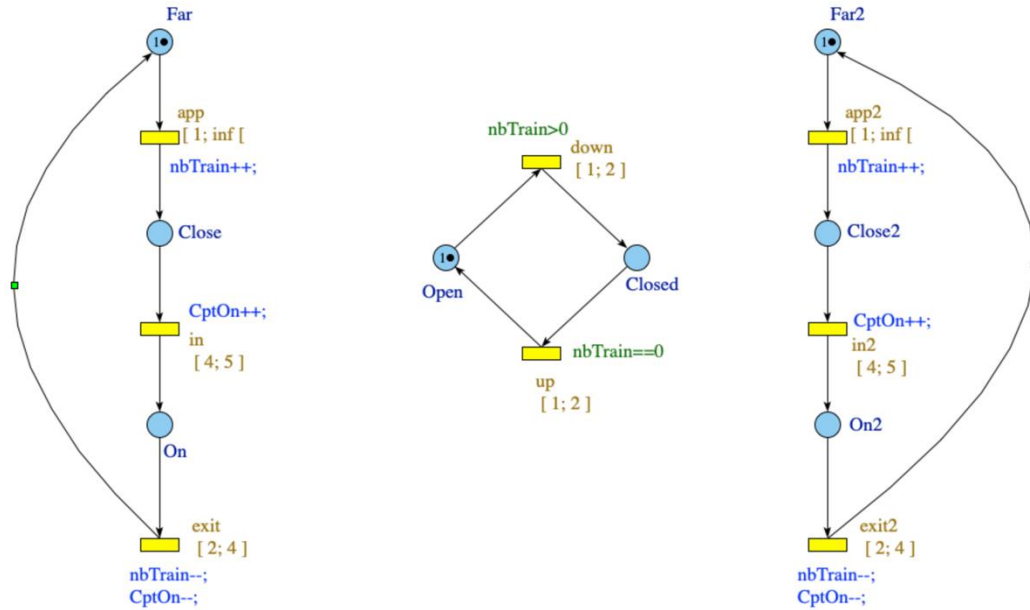 Far
1
app
[ 1; inf [
nbTrain++;
Close
CptOn++;
in
[ 4; 5 ]
On
exit
[ 2; 4 ]
nbTrain--;
CptOn--;
nbTrain>0
down
[ 1; 2 ]
1
Open
Closed
nbTrain==0
up
[ 1; 2 ]
Far2
1
app2
[ 1; inf [
nbTrain++;
Close2
CptOn++;
in2
[ 4; 5 ]
On2
exit2
[ 2; 4 ]
nbTrain--;
CptOn--;